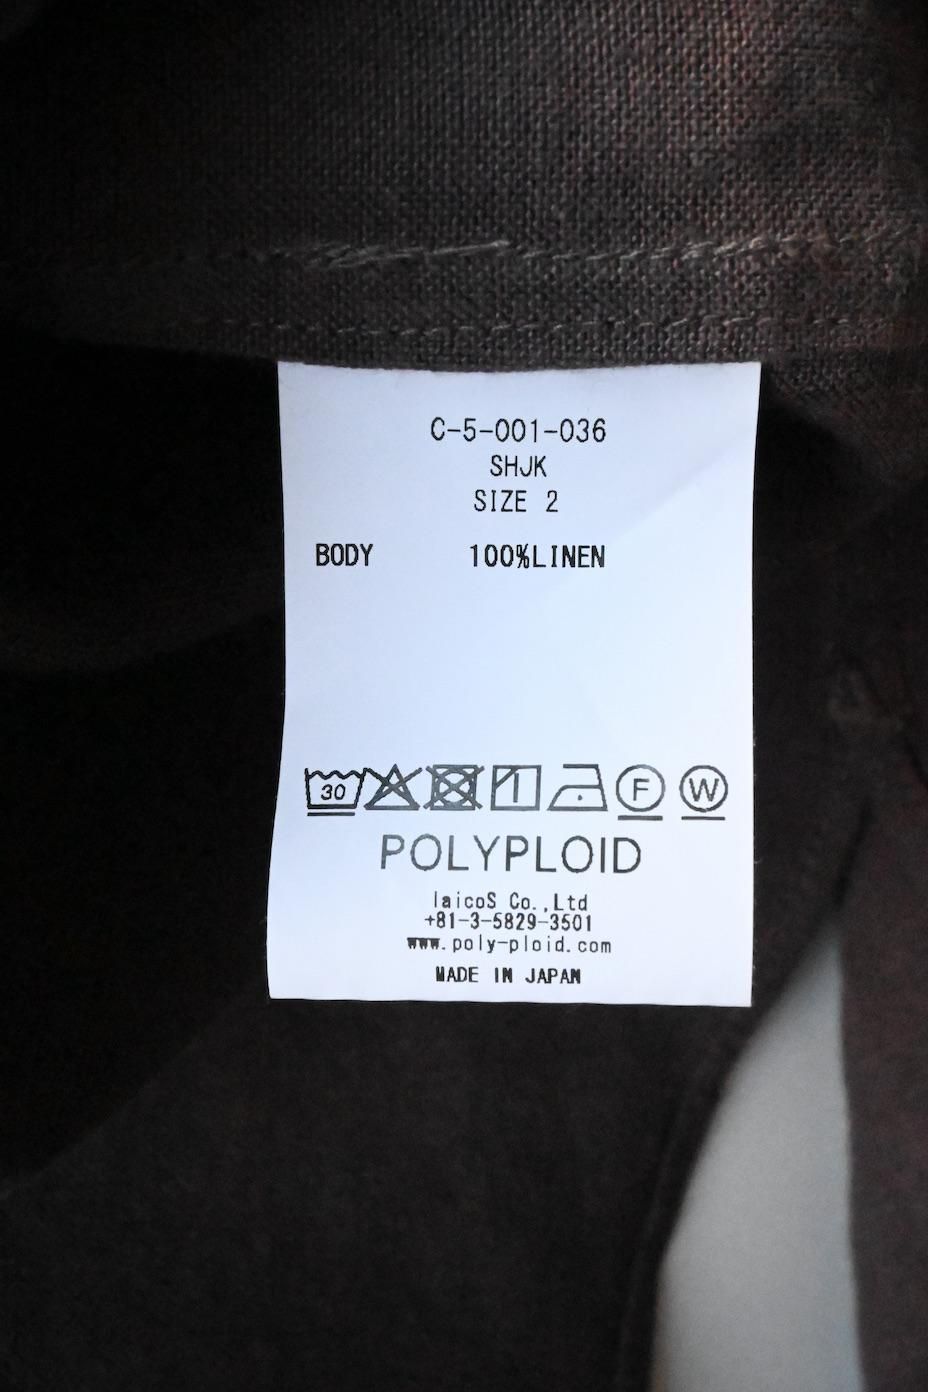 C-5-001-036
SHJK
SIZE 2
BODY 100%LINEN
30 F W
POLYPLOID
laicoS Co.,Ltd
+81-3-5829-3501
www.poly-ploid.com
MADE IN JAPAN